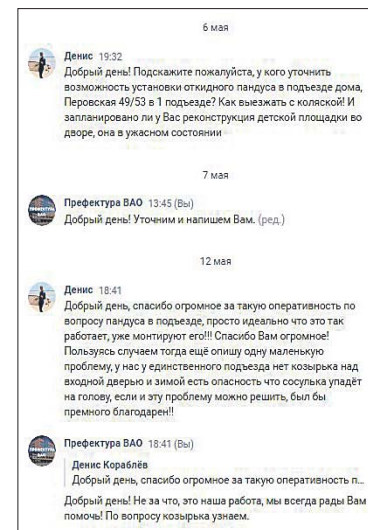 6 мая
Денис 19:32
Добрый день! Подскажите пожалуйста, у кого уточнить
возможность установки откидного пандуса в подъезде дома,
Перовская 49/53 в 1 подъезде? Как выезжать с коляской! И
запланировано ли у Вас реконструкция детской площадки во
дворе, она в ужасном состоянии
7 мая
Префектура ВАО 13:45 (Вы)
Добрый день! Уточним и напишем Вам. (ред.)
12 мая
Денис 18:41
Добрый день, спасибо огромное за такую оперативность по
вопросу пандуса в подъезде, просто идеально что это так
работает, уже монтируют его!!! Спасибо Вам огромное!
Пользуясь случаем тогда ещё опишу одну маленькую
проблему, у нас у единственного подъезда нет козырька над
входной дверью и зимой есть опасность что сосулька упадёт
на голову, если и эту проблему можно решить, был бы
премного благодарен!!
Префектура ВАО 18:41 (Вы)
Денис Кораблёв
Добрый день, спасибо огромное за такую оперативность п...
Добрый день! Не за что, это наша работа, мы всегда рады Вам
помочь! По вопросу козырька узнаем.